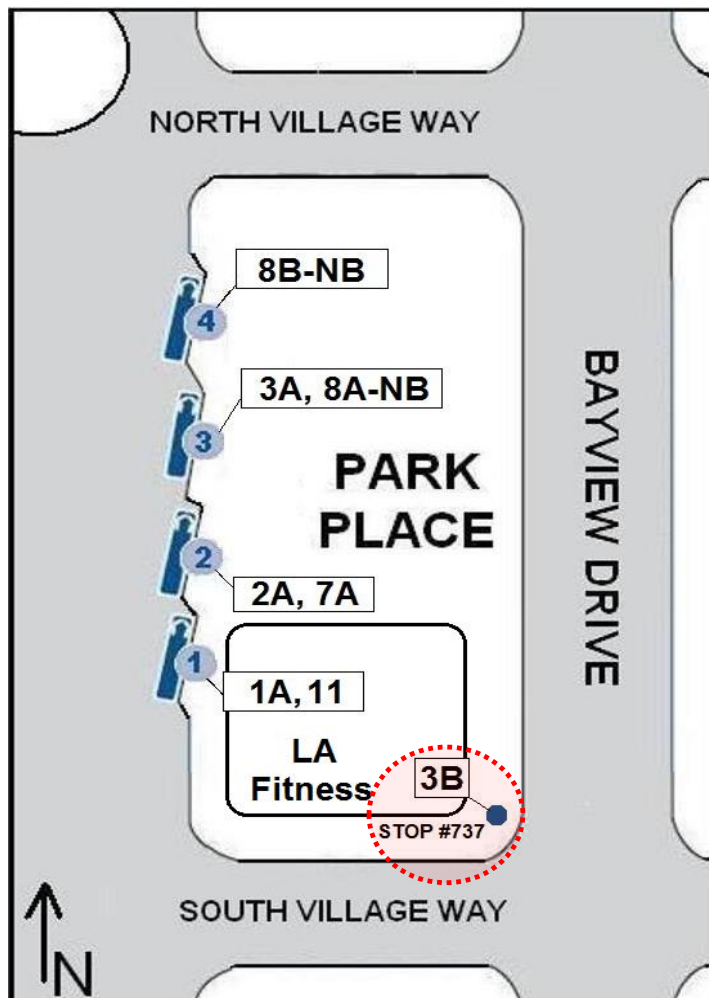 NORTH VILLAGE WAY
8B-NB
4
3A, 8A-NB
3
PARK
PLACE
BAYVIEW DRIVE
2
2A, 7A
1
1A, 11
LA
Fitness
3B
STOP #737
SOUTH VILLAGE WAY
N